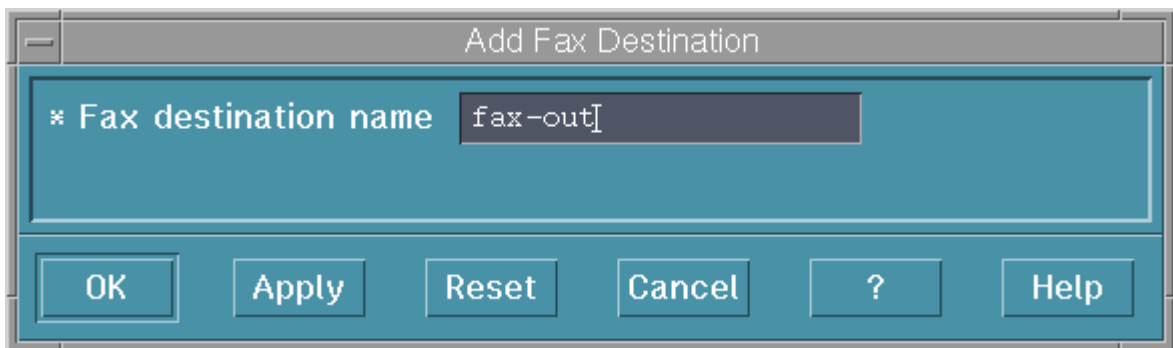 Add Fax Destination
* Fax destination name fax-out
OK Apply Reset Cancel ? Help